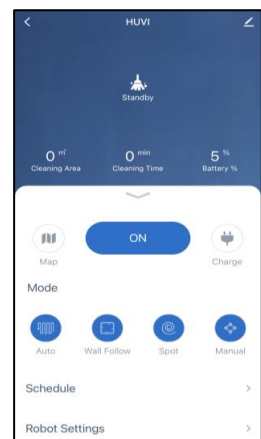 HUVI
Standby
0 ㎡ 0 min 5 %
Cleaning Area Cleaning Time Battery %
ON
Map Charge
Mode
Auto Wall Follow Spot Manual
Schedule
Robot Settings